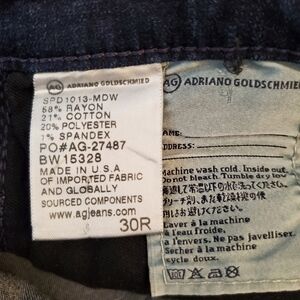 AG ADRIANO GOLDSCHMIED
SPD1013-MDW
58% RAYON
21% COTTON
20% POLYESTER
1% SPANDEX
PO#AG-27487
BW15328
MADE IN U.S.A
OF IMPORTED FABRIC
AND GLOBALLY
SOURCED COMPONENTS
www.agjeans.com
30R
AG ADRIANO GOLDSCHMIED
NAME:
ADDRESS:
Machine wash cold. Inside out.
Do not bleach. Tumble dry low
Laver à la machine
à l'eau froide,
à l'envers. Ne pas javelliser.
Sécher à la machine
cycle doux.